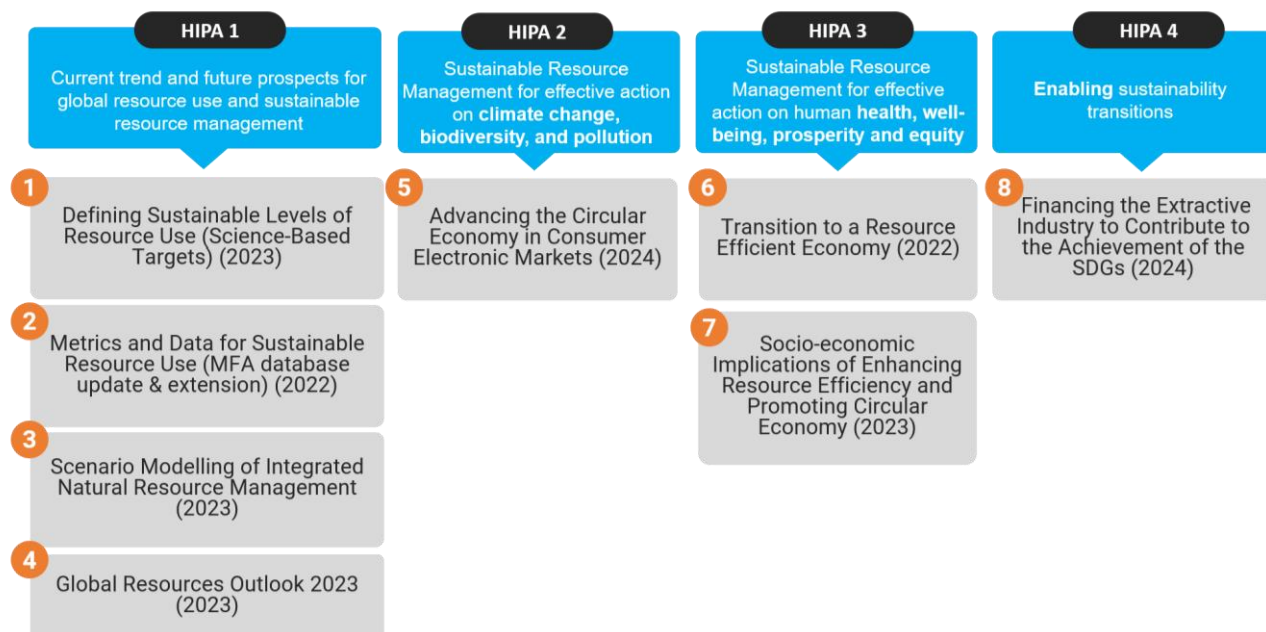 HIPA 1
Current trend and future prospects for
global resource use and sustainable
resource management
1
Defining Sustainable Levels of
Resource Use (Science-Based
Targets) (2023)
2
Metrics and Data for Sustainable
Resource Use (MFA database
update & extension) (2022)
3
Scenario Modelling of Integrated
Natural Resource Management
(2023)
4
Global Resources Outlook 2023
(2023)
HIPA 2
Sustainable Resource
Management for effective action
on climate change,
biodiversity, and pollution
5
Advancing the Circular
Economy in Consumer
Electronic Markets (2024)
HIPA 3
Sustainable Resource
Management for effective
action on human health, well-
being, prosperity and equity
6
Transition to a Resource
Efficient Economy (2022)
7
Socio-economic
Implications of Enhancing
Resource Efficiency and
Promoting Circular
Economy (2023)
HIPA 4
Enabling sustainability
transitions
8
Financing the Extractive
Industry to Contribute to
the Achievement of the
SDGs (2024)